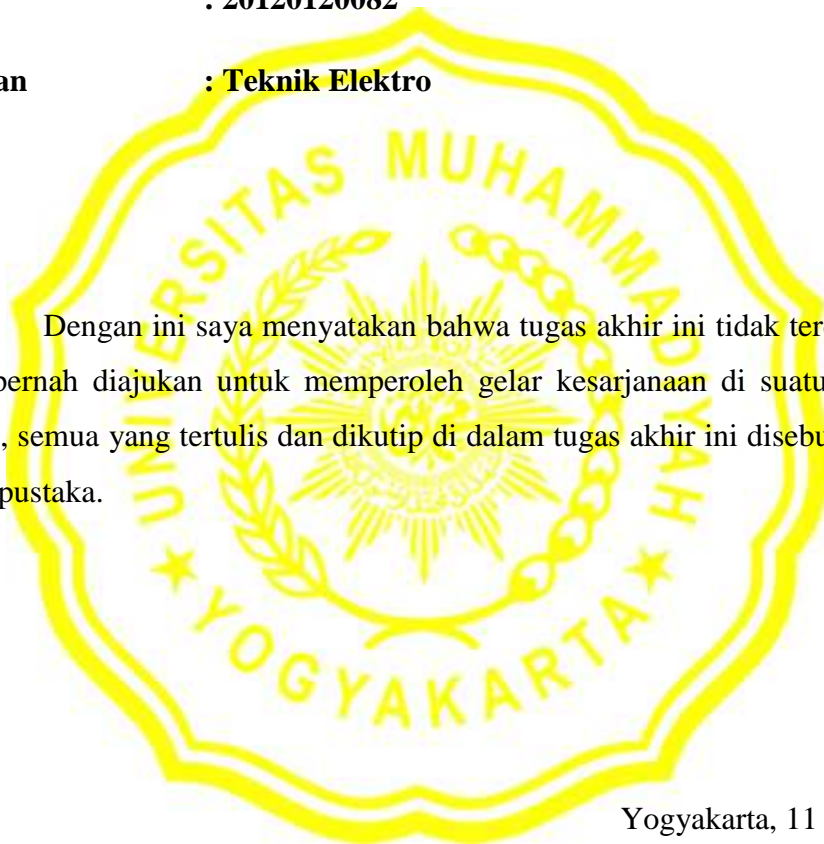 : 20120120082
an : Teknik Elektro
UNIVERSITAS MUHAMMADIYAH
Dengan ini saya menyatakan bahwa tugas akhir ini tidak ter
pernah diajukan untuk memperoleh gelar kesarjanaan di suatu
, semua yang tertulis dan dikutip di dalam tugas akhir ini disebu
pustaka.
★ YOGYAKARTA ★
Yogyakarta, 11